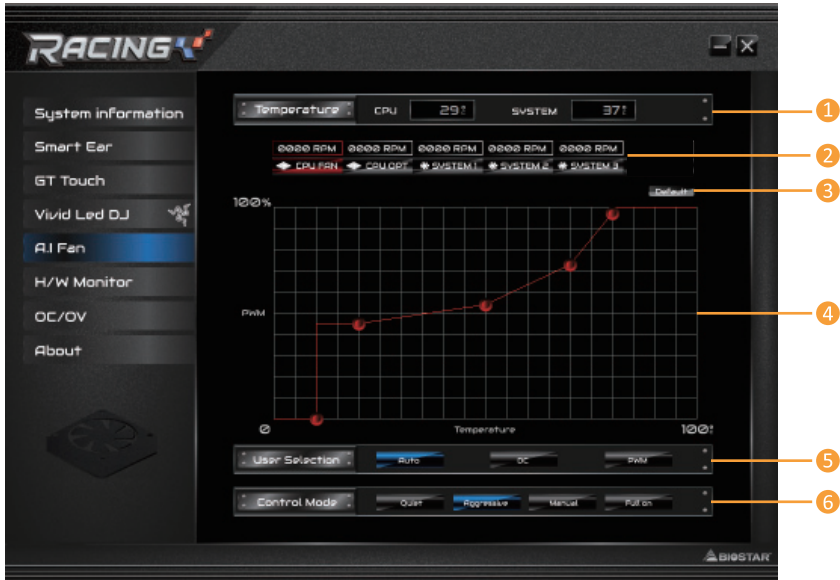 RACING
System information
Smart Ear
GT Touch
Vivid Led DJ
A.I Fan
H/W Monitor
OC/OV
About
Temperature CPU 29° SYSTEM 37° 1
0000 RPM 0000 RPM 0000 RPM 0000 RPM 0000 RPM 2
CPU FAN CPU OPT SYSTEM 1 SYSTEM 2 SYSTEM 3
Default 3
100%
PWM 4
0 Temperature 100°
User Selection Auto DC PWM 5
Control Mode Quiet Aggressive Manual Full on 6
BIOSTAR